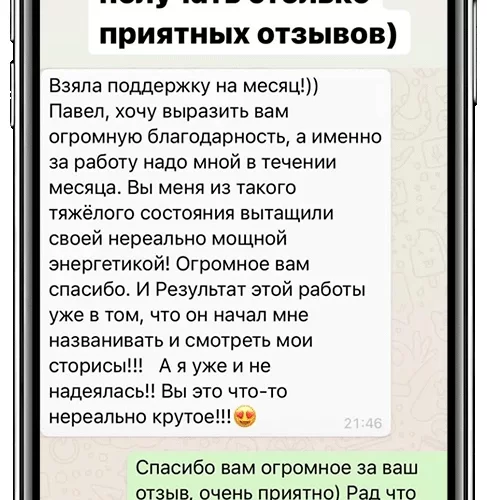 приятных отзывов)
Взяла поддержку на месяц!))
Павел, хочу выразить вам
огромную благодарность, а именно
за работу надо мной в течении
месяца. Вы меня из такого
тяжёлого состояния вытащили
своей нереально мощной
энергетикой! Огромное вам
спасибо. И Результат этой работы
уже в том, что он начал мне
названивать и смотреть мои
сторисы!!! А я уже и не
надеялась!! Вы это что-то
нереально крутое!!!😍
21:46
Спасибо вам огромное за ваш
отзыв, очень приятно) Рад что